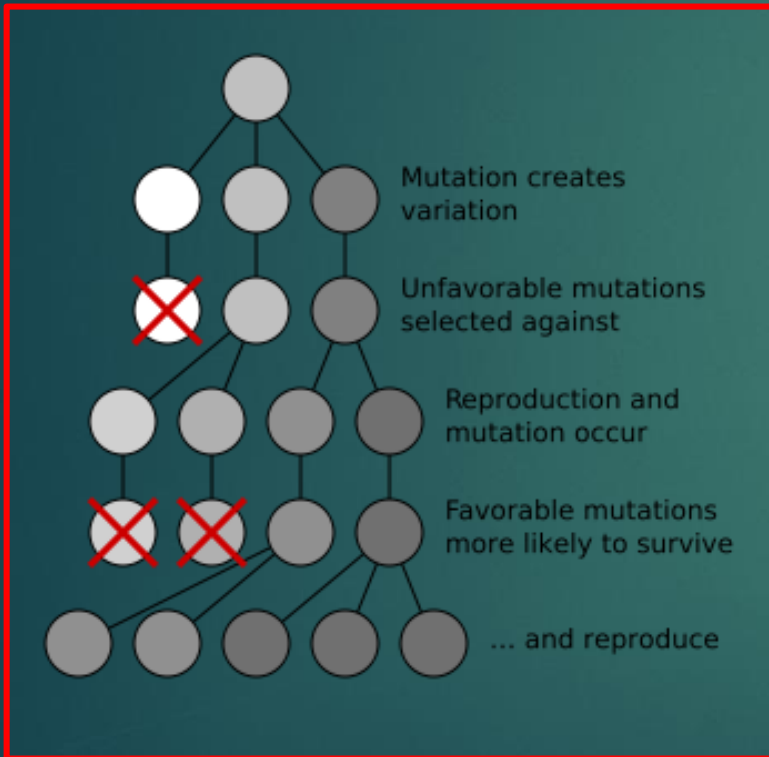 Mutation creates
variation
Unfavorable mutations
selected against
Reproduction and
mutation occur
Favorable mutations
more likely to survive
... and reproduce